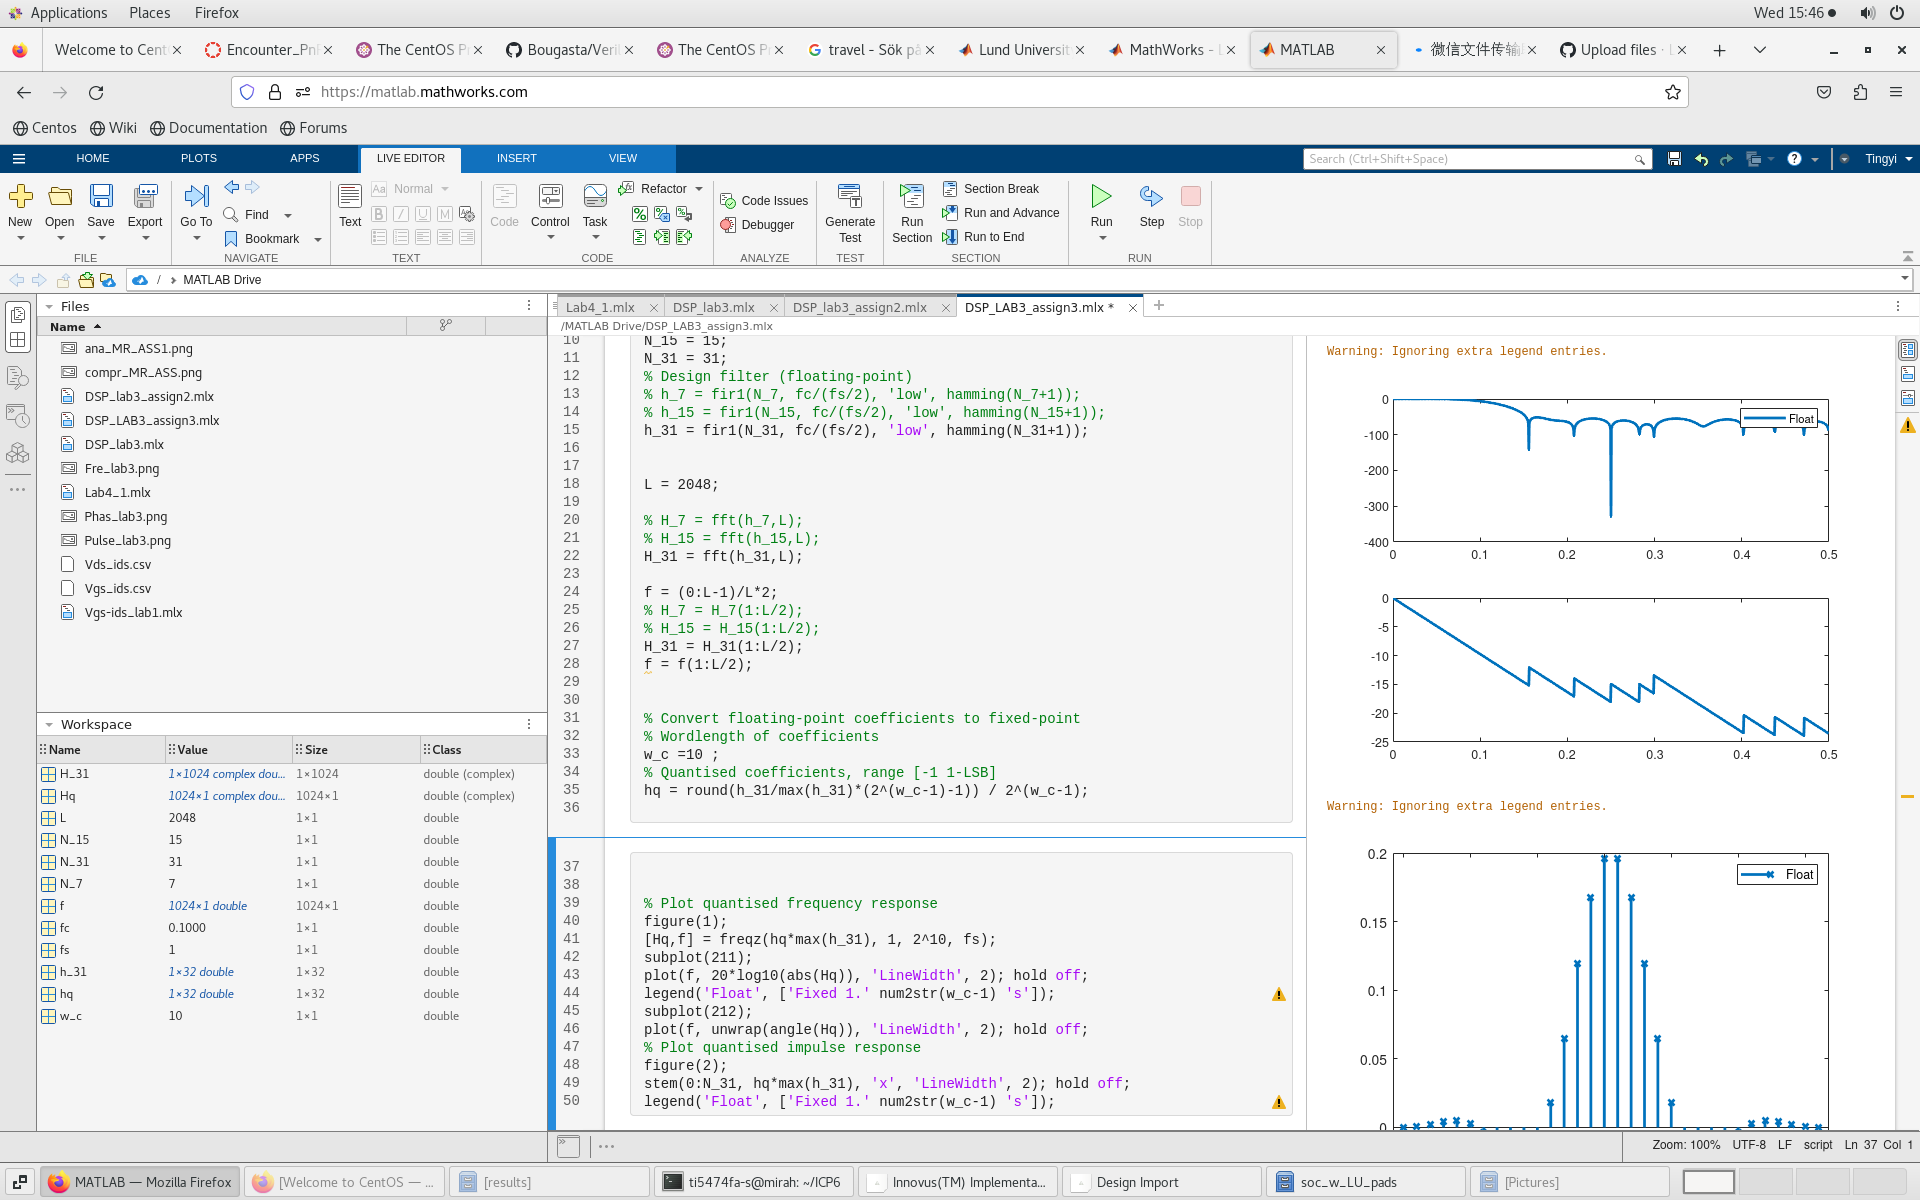 Applications Places Firefox Wed 15:46
Welcome to Cent Encounter_Pn The CentOS P Bougasta/Veril The CentOS P travel - Sök på Lund Universit MathWorks - L MATLAB 微信文件传输 Upload files · L
https://matlab.mathworks.com
Centos Wiki Documentation Forums
HOME PLOTS APPS LIVE EDITOR INSERT VIEW Search (Ctrl+Shift+Space) Tingyi
New Open Save Export Go To Find Bookmark Text Normal Code Control Task Refactor Code Issues Debugger Generate Test Run Section Section Break Run and Advance Run to End Run Step Stop
FILE NAVIGATE TEXT CODE ANALYZE TEST SECTION RUN
/ MATLAB Drive
Files
Name
ana_MR_ASS1.png
compr_MR_ASS.png
DSP_lab3_assign2.mlx
DSP_LAB3_assign3.mlx
DSP_lab3.mlx
Fre_lab3.png
Lab4_1.mlx
Phas_lab3.png
Pulse_lab3.png
Vds_ids.csv
Vgs_ids.csv
Vgs-ids_lab1.mlx
Workspace
Name Value Size Class
H_31 1×1024 complex dou... 1×1024 double (complex)
Hq 1024×1 complex dou... 1024×1 double (complex)
L 2048 1×1 double
N_15 15 1×1 double
N_31 31 1×1 double
N_7 7 1×1 double
f 1024×1 double 1024×1 double
fc 0.1000 1×1 double
fs 1 1×1 double
h_31 1×32 double 1×32 double
hq 1×32 double 1×32 double
w_c 10 1×1 double
Lab4_1.mlx DSP_lab3.mlx DSP_lab3_assign2.mlx DSP_LAB3_assign3.mlx *
/MATLAB Drive/DSP_LAB3_assign3.mlx
10 N_15 = 15;
11 N_31 = 31;
12 % Design filter (floating-point)
13 % h_7 = fir1(N_7, fc/(fs/2), 'low', hamming(N_7+1));
14 % h_15 = fir1(N_15, fc/(fs/2), 'low', hamming(N_15+1));
15 h_31 = fir1(N_31, fc/(fs/2), 'low', hamming(N_31+1));
16
17
18 L = 2048;
19
20 % H_7 = fft(h_7,L);
21 % H_15 = fft(h_15,L);
22 H_31 = fft(h_31,L);
23
24 f = (0:L-1)/L*2;
25 % H_7 = H_7(1:L/2);
26 % H_15 = H_15(1:L/2);
27 H_31 = H_31(1:L/2);
28 f = f(1:L/2);
29
30
31 % Convert floating-point coefficients to fixed-point
32 % Wordlength of coefficients
33 w_c =10 ;
34 % Quantised coefficients, range [-1 1-LSB]
35 hq = round(h_31/max(h_31)*(2^(w_c-1)-1)) / 2^(w_c-1);
36
37
38
39 % Plot quantised frequency response
40 figure(1);
41 [Hq,f] = freqz(hq*max(h_31), 1, 2^10, fs);
42 subplot(211);
43 plot(f, 20*log10(abs(Hq)), 'LineWidth', 2); hold off;
44 legend('Float', ['Fixed 1.' num2str(w_c-1) 's']);
45 subplot(212);
46 plot(f, unwrap(angle(Hq)), 'LineWidth', 2); hold off;
47 % Plot quantised impulse response
48 figure(2);
49 stem(0:N_31, hq*max(h_31), 'x', 'LineWidth', 2); hold off;
50 legend('Float', ['Fixed 1.' num2str(w_c-1) 's']);
Warning: Ignoring extra legend entries.
0
-100
-200
-300
-400
Float
0 0.1 0.2 0.3 0.4 0.5
0
-5
-10
-15
-20
-25
0 0.1 0.2 0.3 0.4 0.5
Warning: Ignoring extra legend entries.
0.2
0.15
0.1
0.05
0
Float
Zoom: 100% UTF-8 LF script Ln 37 Col 1
MATLAB — Mozilla Firefox [Welcome to CentOS — ... [results] ti5474fa-s@mirah: ~/ICP6 Innovus(TM) Implementa... Design Import soc_w_LU_pads [Pictures]